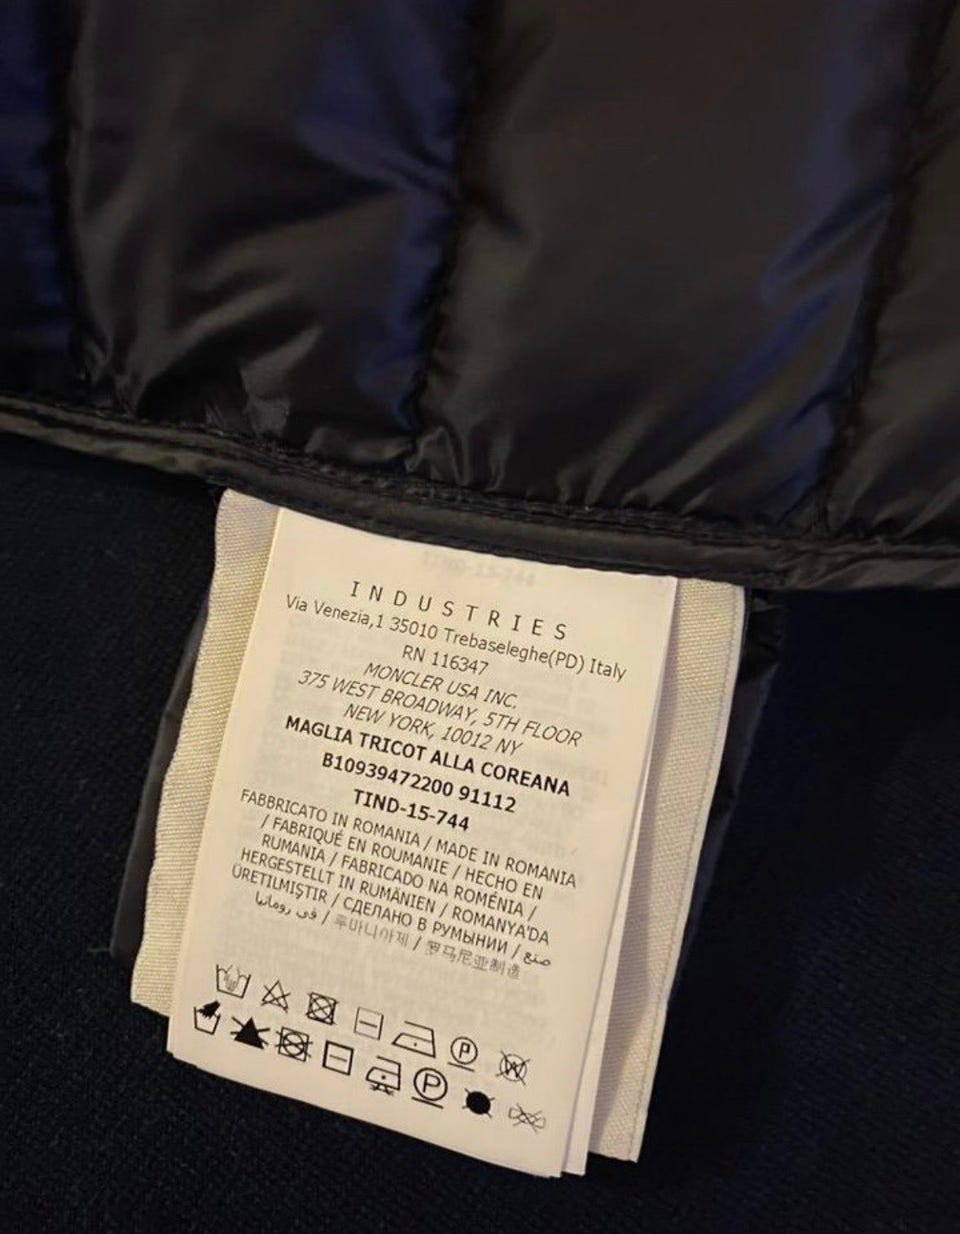 INDUSTRIES
Via Venezia,1 35010 Trebaseleghe(PD) Italy
RN 116347
MONCLER USA INC.
375 WEST BROADWAY, 5TH FLOOR
NEW YORK, 10012 NY
MAGLIA TRICOT ALLA COREANA
B10939472200 91112
TIND-15-744
FABBRICATO IN ROMANIA / MADE IN ROMANIA
/ FABRIQUÉ EN ROUMANIE / HECHO EN
RUMANIA / FABRICADO NA ROMÉNIA /
HERGESTELLT IN RUMÄNIEN / ROMANYA'DA
ÜRETILMIŞTIR / СДЕЛАНО В РУМЫНИИ / صنع
في رومانيا / 루마니아제 / 罗马尼亚制造
P W
P